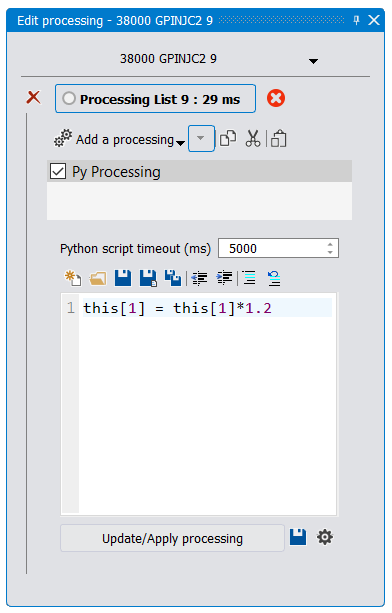 Edit processing - 38000 GPINJC2 9
38000 GPINJC2 9
Processing List 9 : 29 ms
Add a processing
Py Processing
Python script timeout (ms) 5000
1 this[1] = this[1]*1.2
Update/Apply processing